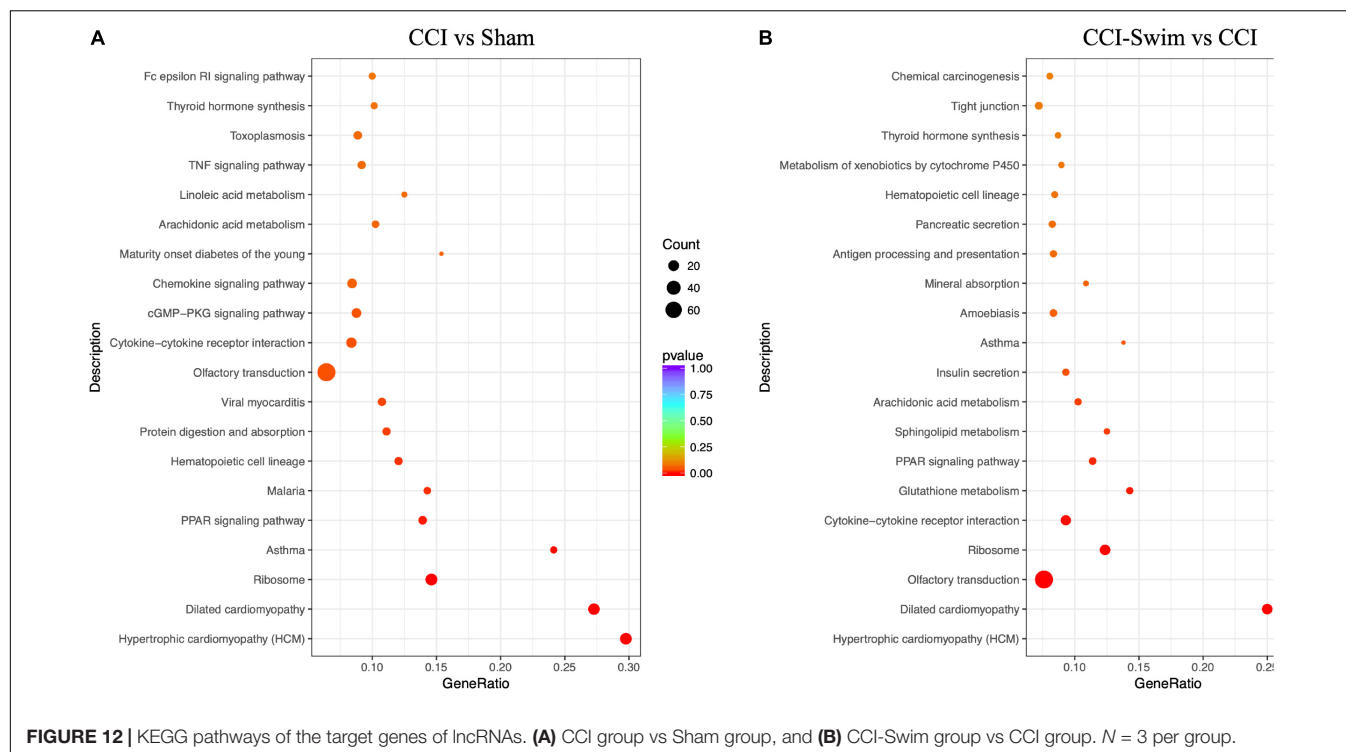 A
CCI vs Sham
Description
Fc epsilon RI signaling pathway
Thyroid hormone synthesis
Toxoplasmosis
TNF signaling pathway
Linoleic acid metabolism
Arachidonic acid metabolism
Maturity onset diabetes of the young
Chemokine signaling pathway
cGMP−PKG signaling pathway
Cytokine−cytokine receptor interaction
Olfactory transduction
Viral myocarditis
Protein digestion and absorption
Hematopoietic cell lineage
Malaria
PPAR signaling pathway
Asthma
Ribosome
Dilated cardiomyopathy
Hypertrophic cardiomyopathy (HCM)
0.10 0.15 0.20 0.25 0.30
GeneRatio
Count
20
40
60
pvalue
1.00
0.75
0.50
0.25
0.00
B
CCI-Swim vs CCI
Description
Chemical carcinogenesis
Tight junction
Thyroid hormone synthesis
Metabolism of xenobiotics by cytochrome P450
Hematopoietic cell lineage
Pancreatic secretion
Antigen processing and presentation
Mineral absorption
Amoebiasis
Asthma
Insulin secretion
Arachidonic acid metabolism
Sphingolipid metabolism
PPAR signaling pathway
Glutathione metabolism
Cytokine−cytokine receptor interaction
Ribosome
Olfactory transduction
Dilated cardiomyopathy
Hypertrophic cardiomyopathy (HCM)
0.10 0.15 0.20
GeneRatio
FIGURE 12 | KEGG pathways of the target genes of lncRNAs. (A) CCI group vs Sham group, and (B) CCI-Swim group vs CCI group. N = 3 per group.